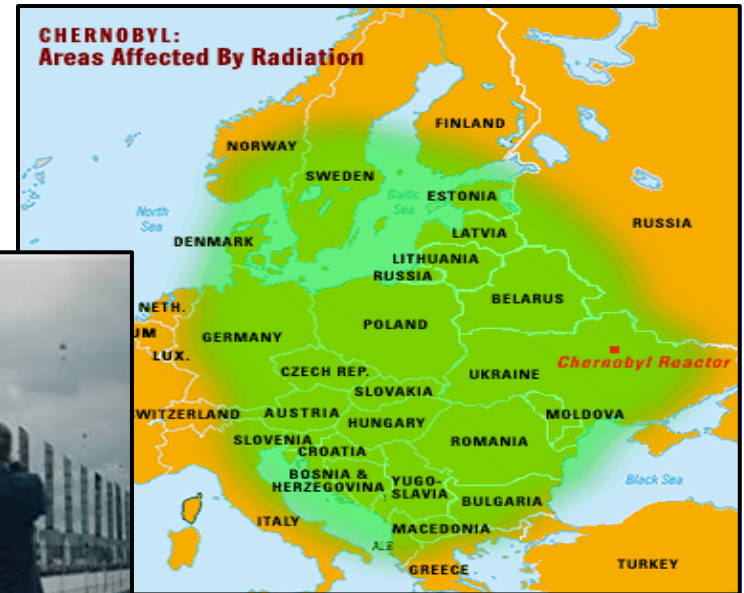 CHERNOBYL:
Areas Affected By Radiation
FINLAND
NORWAY
SWEDEN
Baltic
Sea
ESTONIA
North
Sea
RUSSIA
LATVIA
DENMARK
LITHUANIA
RUSSIA
BELARUS
NETH.
UM
POLAND
GERMANY
LUX.
Chernobyl Reactor
CZECH REP.
UKRAINE
SLOVAKIA
WITZERLAND
AUSTRIA
MOLDOVA
HUNGARY
SLOVENIA
ROMANIA
CROATIA
BOSNIA &
HERZEGOVINA
YUGO-
SLAVIA
Black Sea
BULGARIA
ITALY
MACEDONIA
GREECE
TURKEY